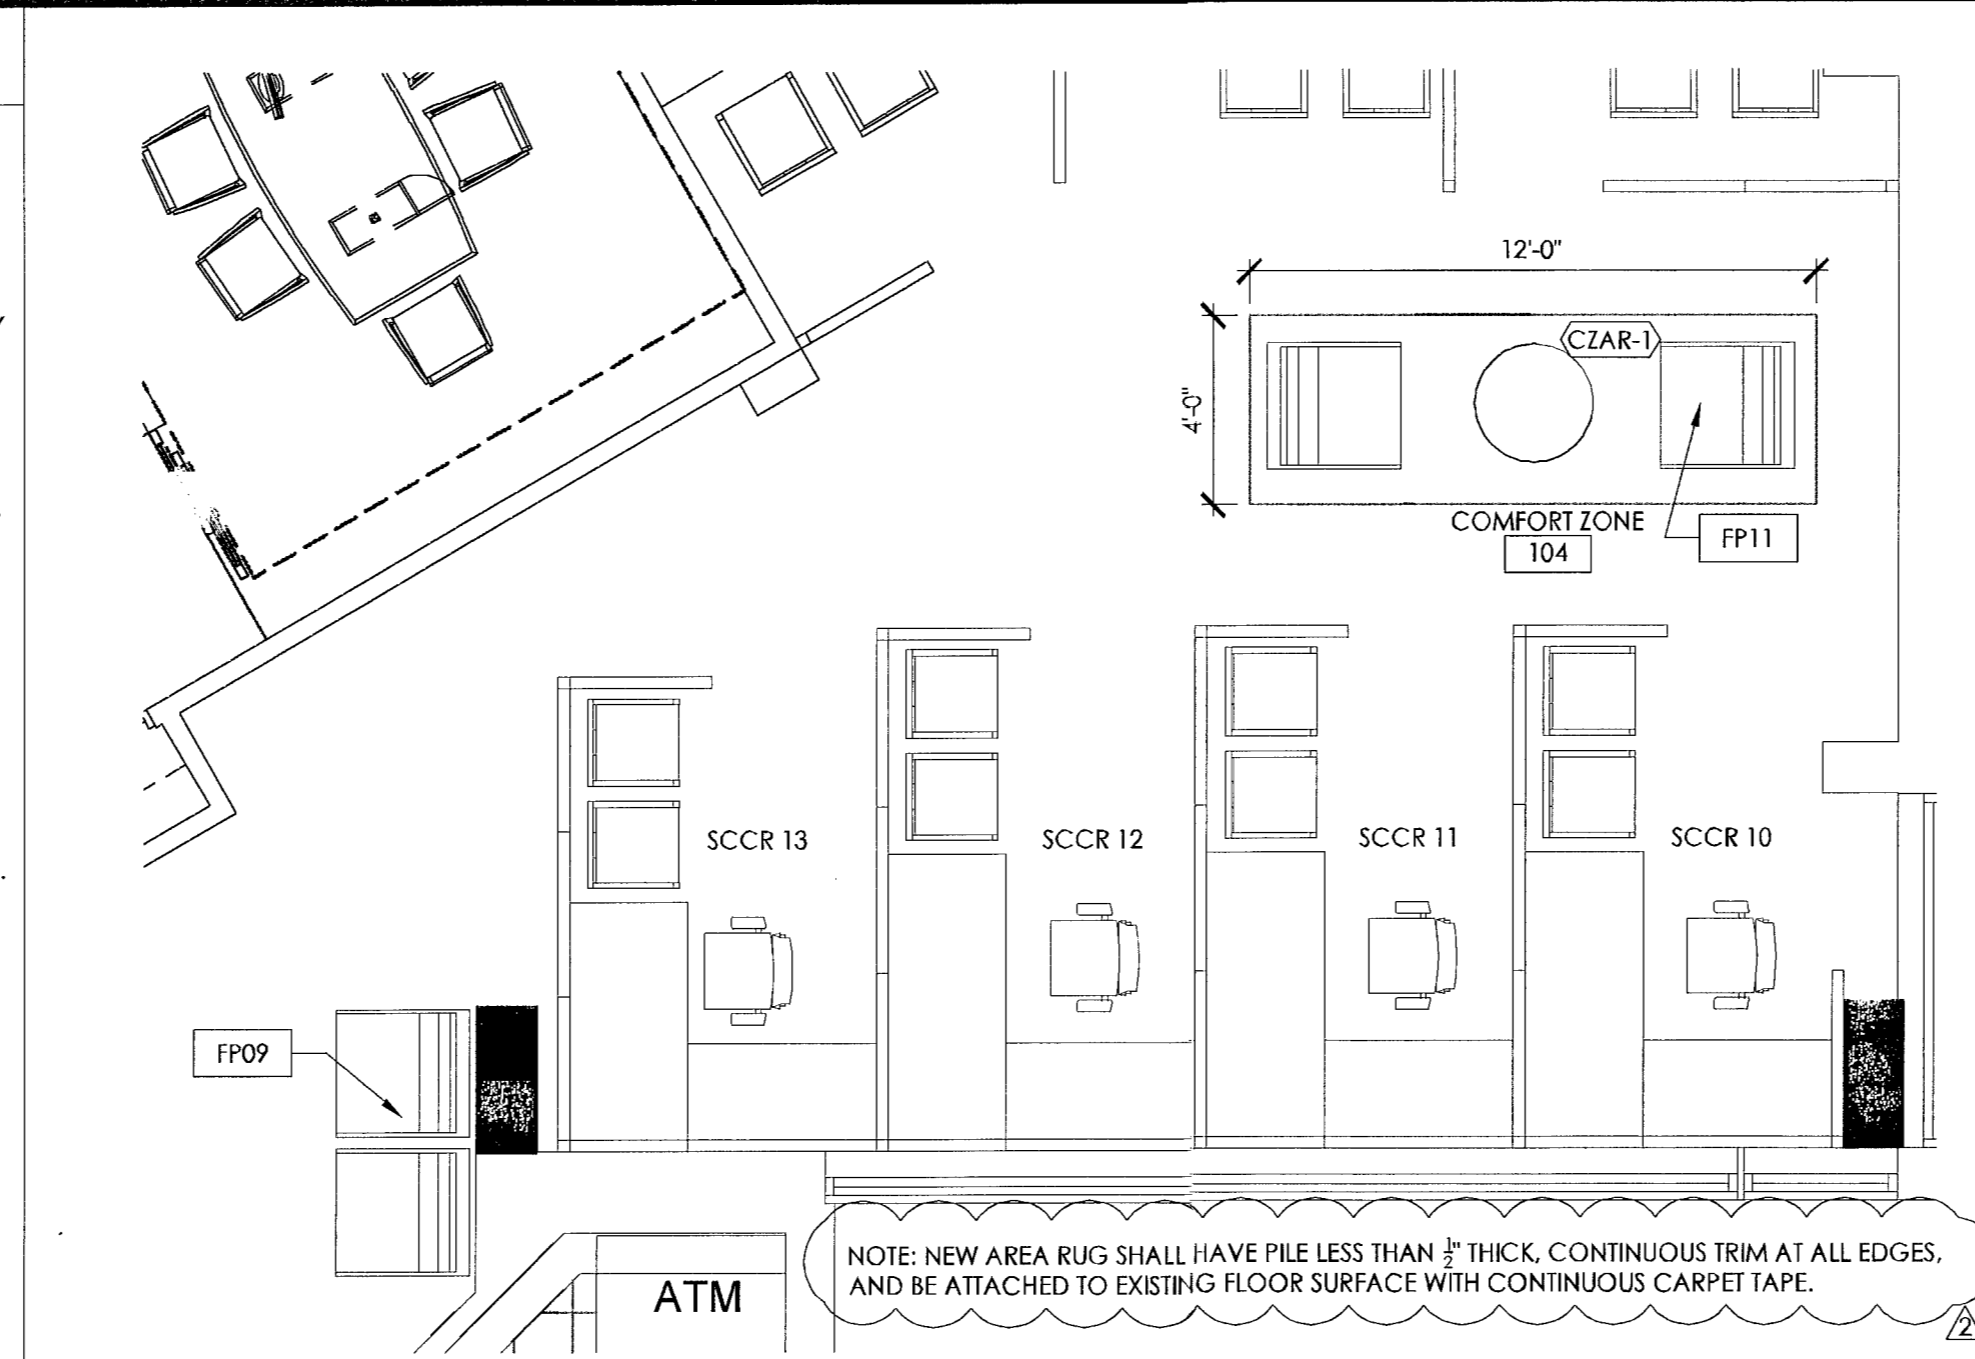 12'-0"
CZAR-1
4'-0"
COMFORT ZONE
104
FP11
SCCR 13
SCCR 12
SCCR 11
SCCR 10
FP09
ATM
NOTE: NEW AREA RUG SHALL HAVE PILE LESS THAN ½" THICK, CONTINUOUS TRIM AT ALL EDGES,
AND BE ATTACHED TO EXISTING FLOOR SURFACE WITH CONTINUOUS CARPET TAPE.
2